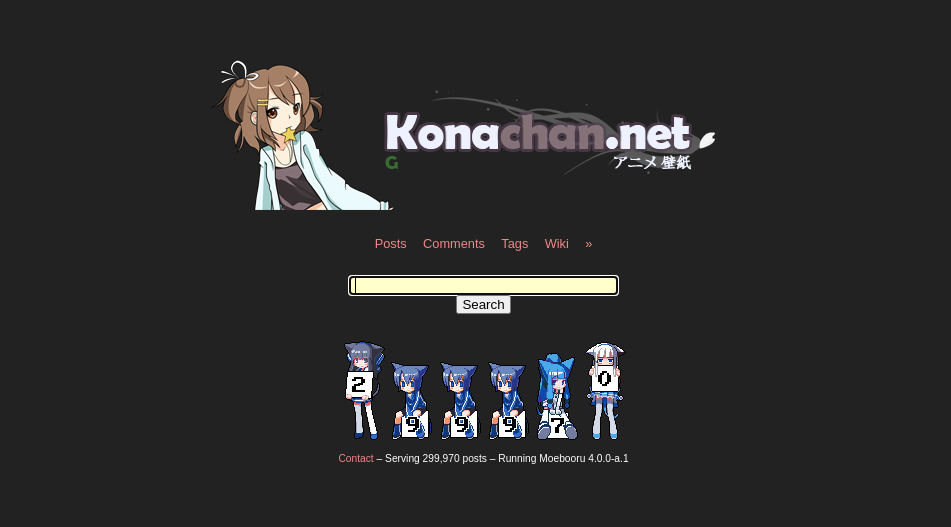 Konachan.net
G
アニメ壁紙
Posts Comments Tags Wiki »
Search
2 9 9 9 7 0
Contact – Serving 299,970 posts – Running Moebooru 4.0.0-a.1